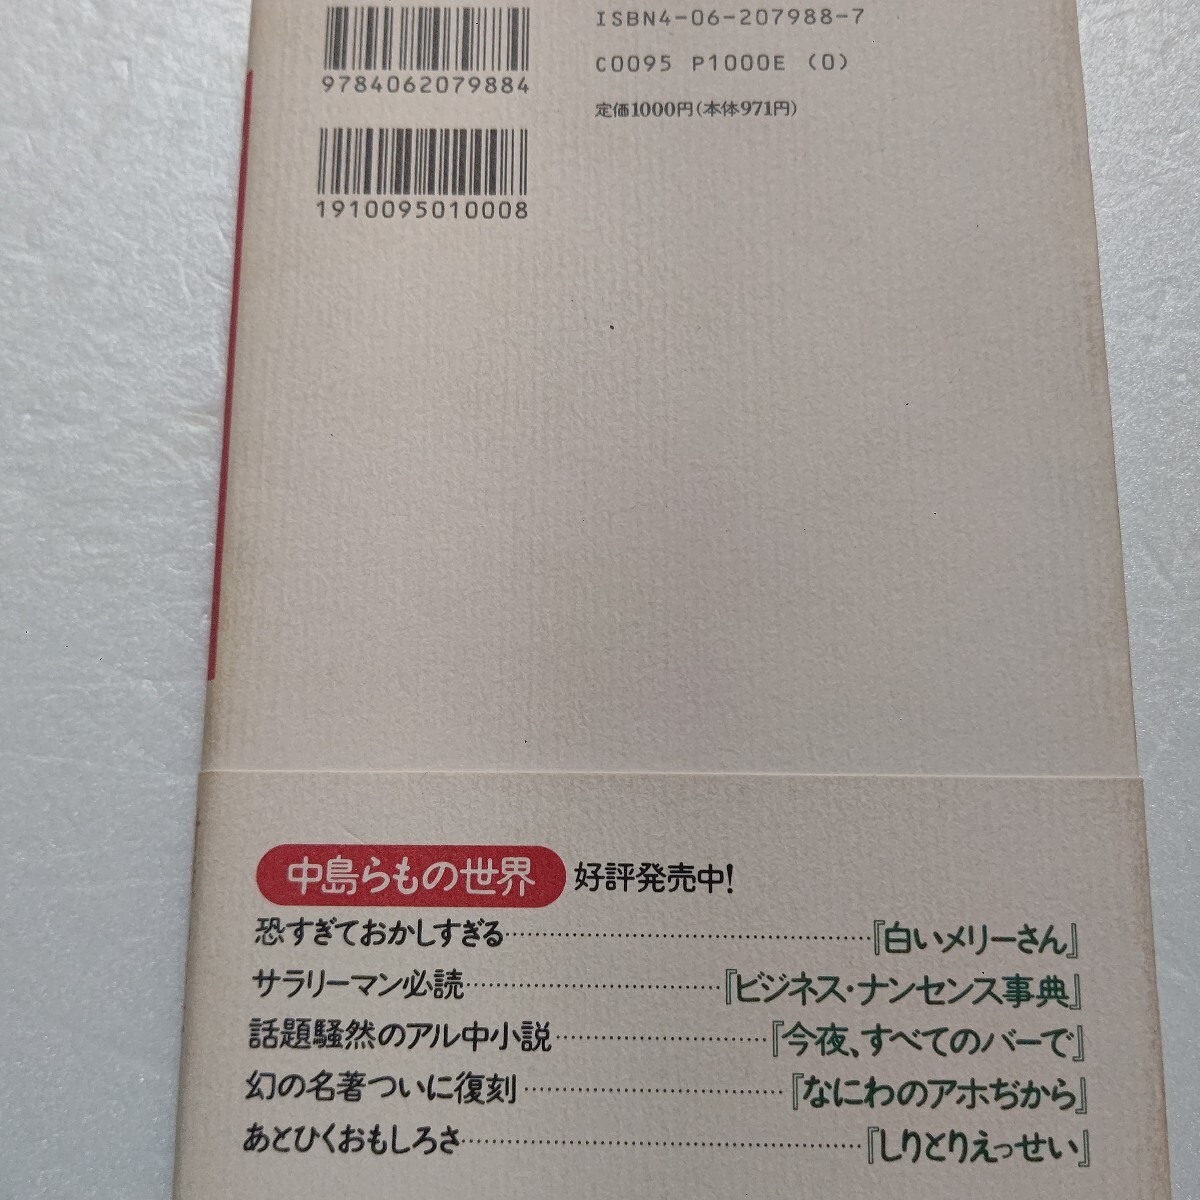 ISBN4-06-207988-7
9784062079884
C0095 P1000E (0)
定価1000円(本体971円)
1910095010008
中島らもの世界 好評発売中!
恐すぎておかしすぎる……………………………『白いメリーさん』
サラリーマン必読……………………『ビジネス・ナンセンス事典』
話題騒然のアル中小説………………『今夜、すべてのバーで』
幻の名著ついに復刻……………………『なにわのアホぢから』
あとひくおもしろさ………………………………『しりとりえっせい』